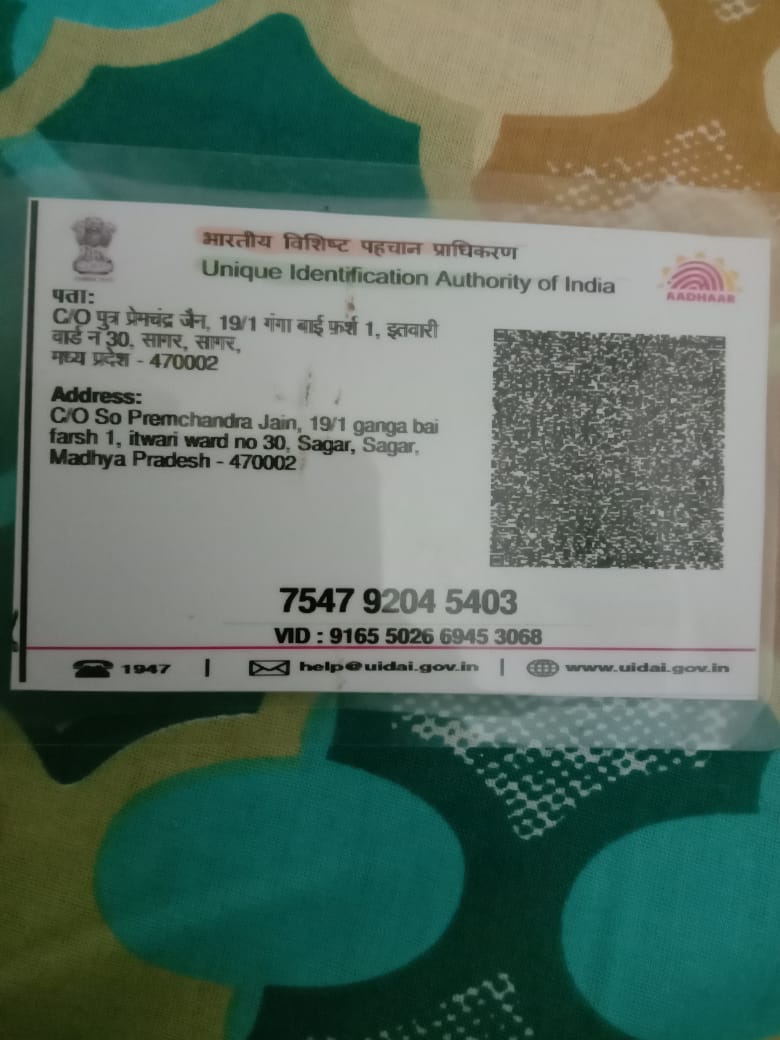 भारतीय विशिष्ट पहचान प्राधिकरण
Unique Identification Authority of India
AADHAAR
पता:
C/O पुत्र प्रेमचंद्र जैन, 19/1 गंगा बाई फ़र्श 1, इतवारी
वार्ड न 30, सागर, सागर,
मध्य प्रदेश - 470002
Address:
C/O So Premchandra Jain, 19/1 ganga bai
farsh 1, itwari ward no 30, Sagar, Sagar,
Madhya Pradesh - 470002
7547 9204 5403
VID : 9165 5026 6945 3068
1947 | help@uidai.gov.in | www.uidai.gov.in